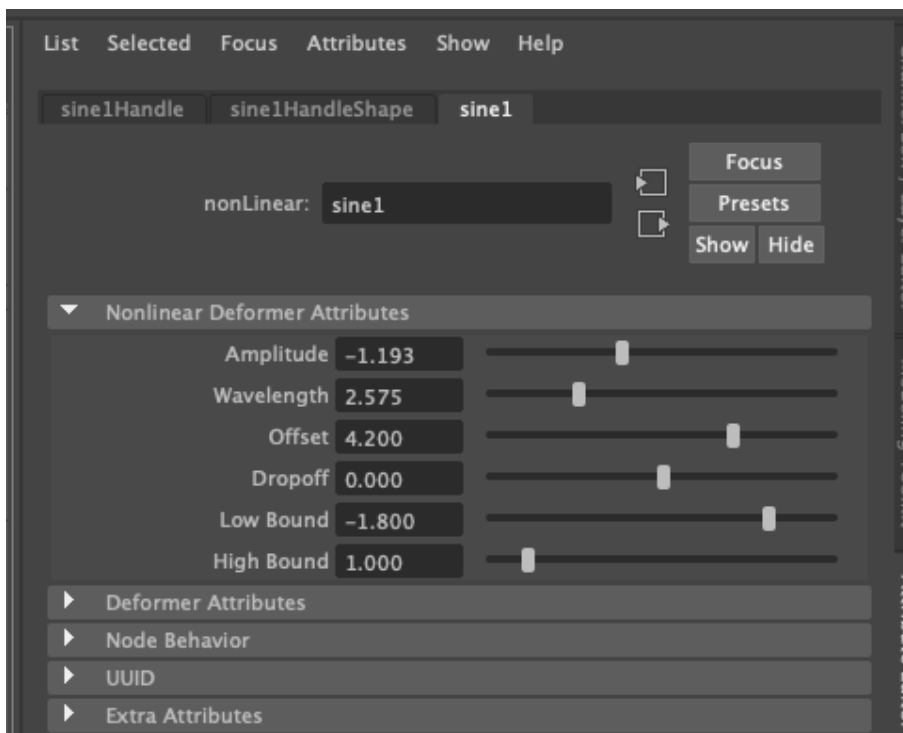 List Selected Focus Attributes Show Help
sine1Handle sine1HandleShape sine1
Focus
nonLinear: sine1
Presets
Show Hide
Nonlinear Deformer Attributes
Amplitude -1.193
Wavelength 2.575
Offset 4.200
Dropoff 0.000
Low Bound -1.800
High Bound 1.000
Deformer Attributes
Node Behavior
UUID
Extra Attributes